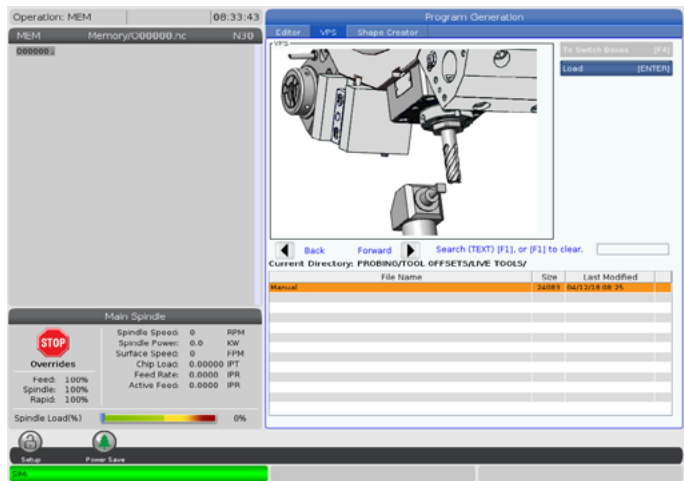 Operation: MEM 08:33:43
MEM Memory/O00000.nc N30
O00000;
Program Generation
Editor VPS Shape Creator
VPS
To Switch Boxes [F4]
Load [ENTER]
Back Forward Search (TEXT) [F1], or [F1] to clear.
Current Directory: PROBING/TOOL OFFSETS/LIVE TOOLS/
File Name Size Last Modified
Manual 24083 04/12/18 08:25
Main Spindle
STOP
Overrides
Feed: 100%
Spindle: 100%
Rapid: 100%
Spindle Speed: 0 RPM
Spindle Power: 0.0 KW
Surface Speed: 0 FPM
Chip Load: 0.00000 IPT
Feed Rate: 0.0000 IPR
Active Feed: 0.0000 IPR
Spindle Load(%) 0%
Setup Power Save
SIM